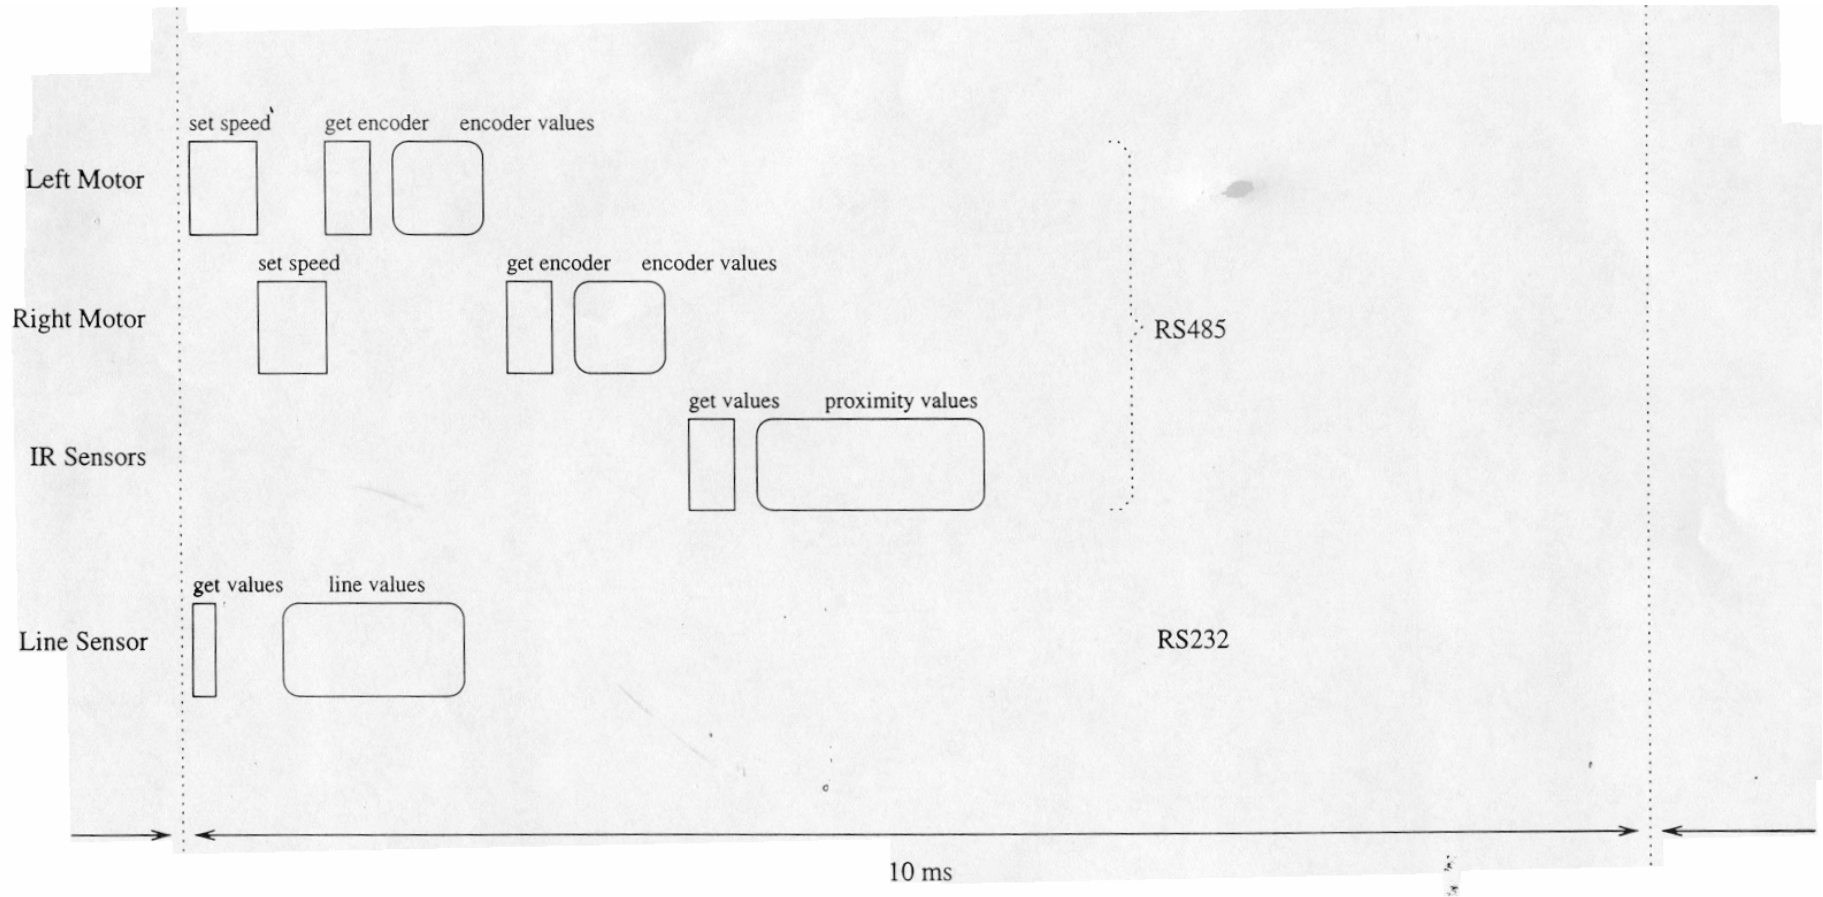 set speed get encoder encoder values
Left Motor
set speed get encoder encoder values
Right Motor
RS485
get values proximity values
IR Sensors
get values line values
Line Sensor
RS232
10 ms